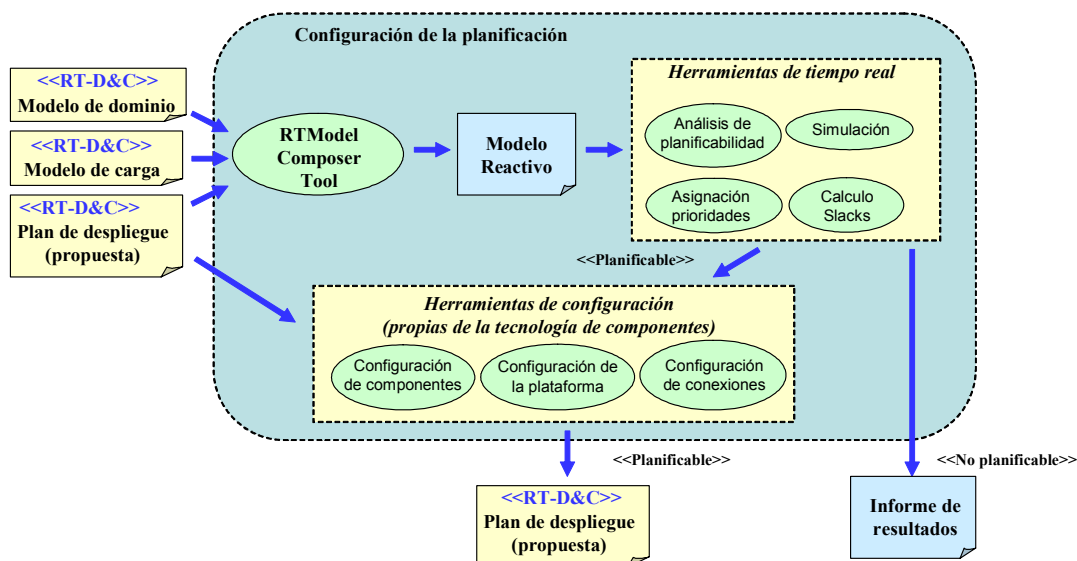 Configuración de la planificación
<<RT-D&C>>
Modelo de dominio
<<RT-D&C>>
Modelo de carga
<<RT-D&C>>
Plan de despliegue
(propuesta)
RTModel
Composer
Tool
Modelo
Reactivo
Herramientas de tiempo real
Análisis de
planificabilidad
Simulación
Asignación
prioridades
Calculo
Slacks
<<Planificable>>
Herramientas de configuración
(propias de la tecnología de componentes)
Configuración
de componentes
Configuración de
la plataforma
Configuración
de conexiones
<<Planificable>>
<<No planificable>>
<<RT-D&C>>
Plan de despliegue
(propuesta)
Informe de
resultados